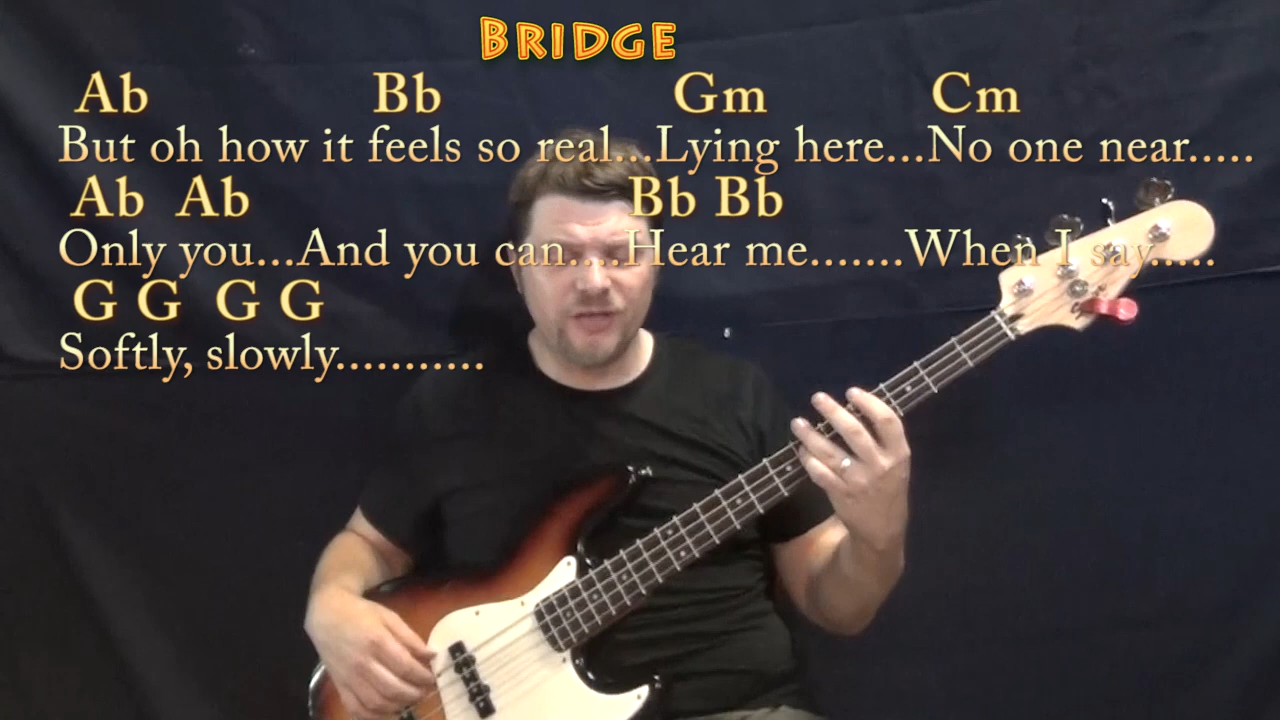 BRIDGE
Ab Bb Gm Cm
But oh how it feels so real...Lying here...No one near.....
Ab Ab Bb Bb
Only you...And you can....Hear me.......When I say.....
G G G G
Softly, slowly...........